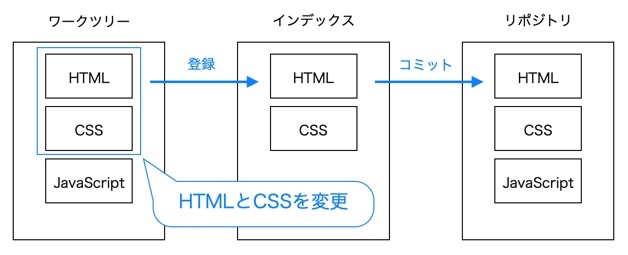 ワークツリー
インデックス
リポジトリ
HTML
登録
HTML
コミット
HTML
CSS
CSS
CSS
JavaScript
JavaScript
HTMLとCSSを変更